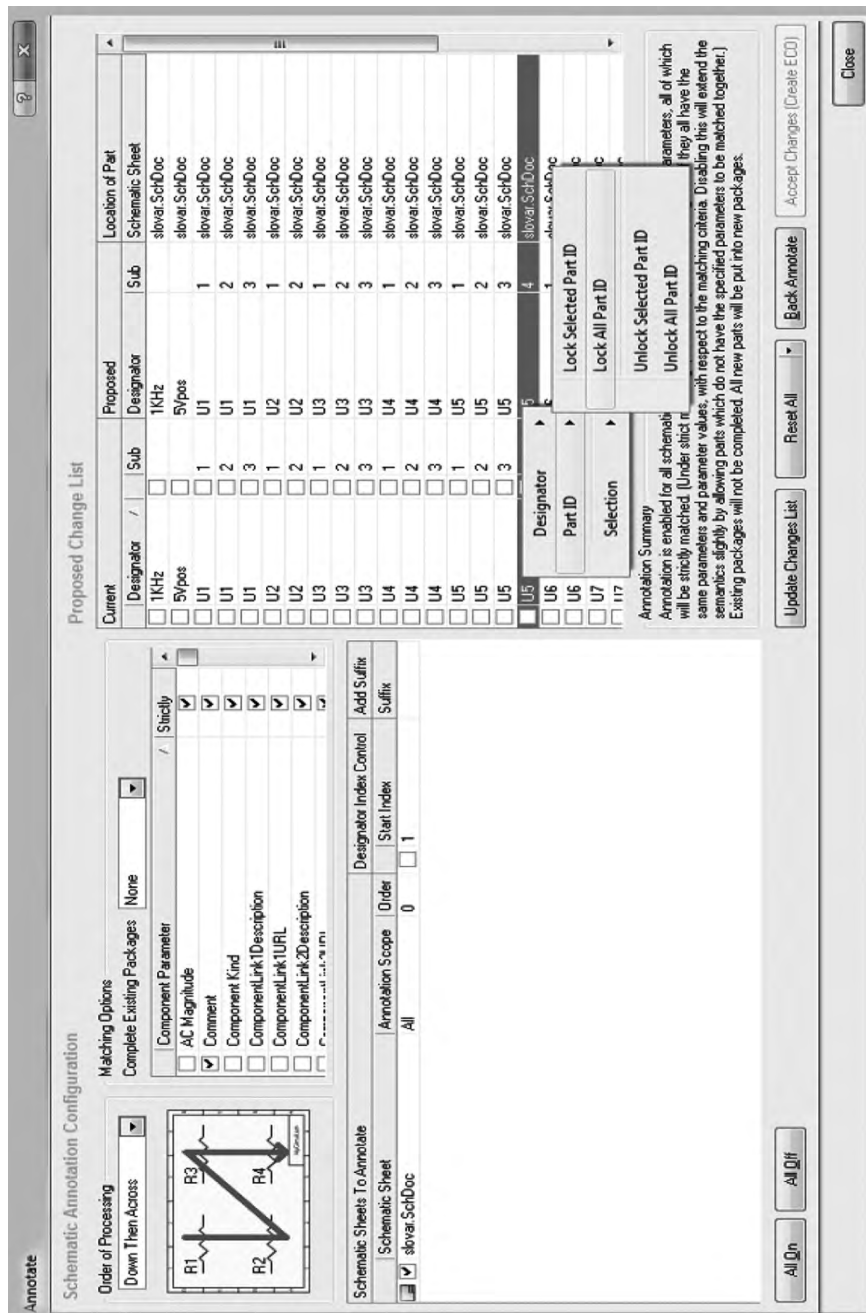 Annotate
? X
Schematic Annotation Configuration
Order of Processing
Down Then Across
R1 R3
R2 R4
Matching Options
Complete Existing Packages None
Component Parameter / Strictly
AC Magnitude
Comment
Component Kind
ComponentLink1Description
ComponentLink1URL
ComponentLink2Description
Schematic Sheets To Annotate Designator Index Control Add Suffix
Schematic Sheet Annotation Scope Order Start Index Suffix
slovar.SchDoc All 0 1
All On All Off
Proposed Change List
Current Proposed Location of Part
Designator / Sub Designator Sub Schematic Sheet
1KHz 1KHz slovar.SchDoc
5Vpos 5Vpos slovar.SchDoc
U1 1 U1 1 slovar.SchDoc
U1 2 U1 2 slovar.SchDoc
U1 3 U1 3 slovar.SchDoc
U2 1 U2 1 slovar.SchDoc
U2 2 U2 2 slovar.SchDoc
U3 1 U3 3 slovar.SchDoc
U3 2 U3 2 slovar.SchDoc
U3 3 U3 3 slovar.SchDoc
U4 1 U4 1 slovar.SchDoc
U4 2 U4 2 slovar.SchDoc
U4 3 U4 3 slovar.SchDoc
U5 1 U5 1 slovar.SchDoc
U5 2 U5 2 slovar.SchDoc
U5 3 U5 3 slovar.SchDoc
U5 5 4 slovar.SchDoc
U6
U6
U7
Designator
Part ID
Selection
Lock Selected Part ID
Lock All Part ID
Unlock Selected Part ID
Unlock All Part ID
Annotation Summary
Annotation is enabled for all schemati arameters, all of which
will be strictly matched. (Under strict m they all have the
same parameters and parameter values, with respect to the matching criteria. Disabling this will extend the
semantics slightly by allowing parts which do not have the specified parameters to be matched together.)
Existing packages will not be completed. All new parts will be put into new packages.
Update Changes List Reset All Back Annotate Accept Changes (Create ECO)
Close